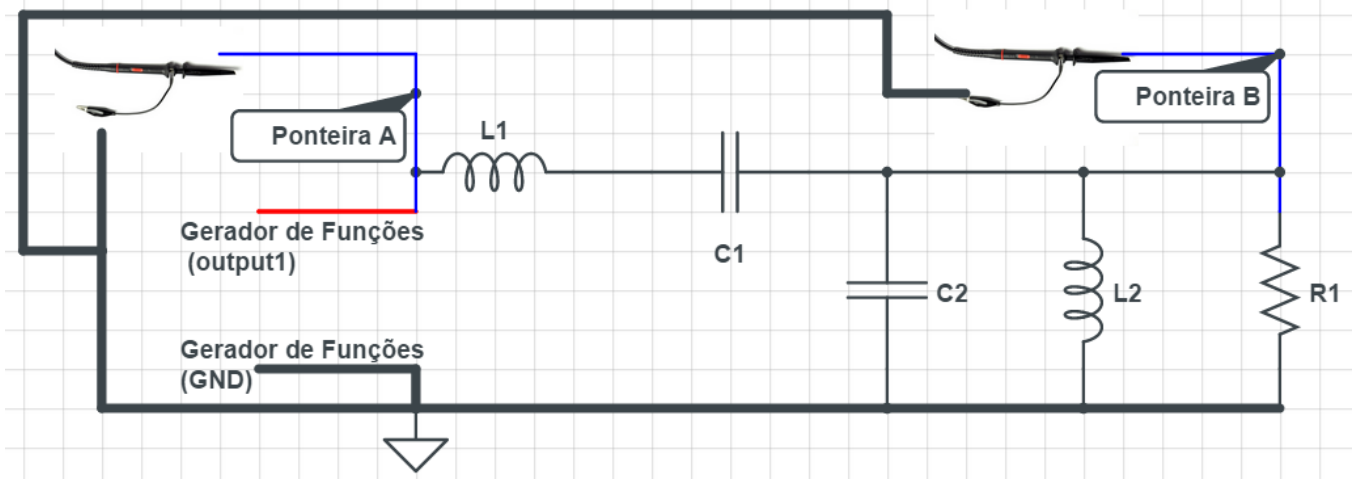 Ponteira B
Ponteira A
L1
Gerador de Funções
(output1)
C1
C2
L2
R1
Gerador de Funções
(GND)